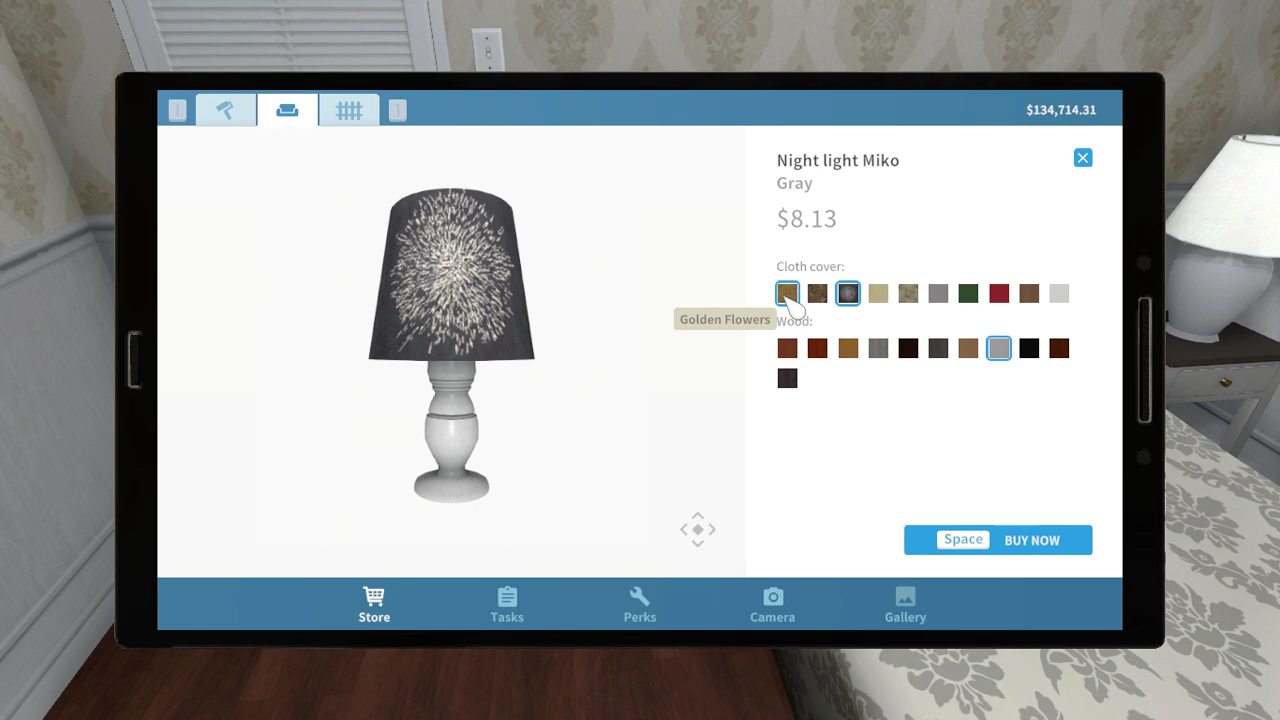 $134,714.31
Night light Miko
Gray
$8.13
Cloth cover:
Golden Flowers
Wood:
Space BUY NOW
Store Tasks Perks Camera Gallery